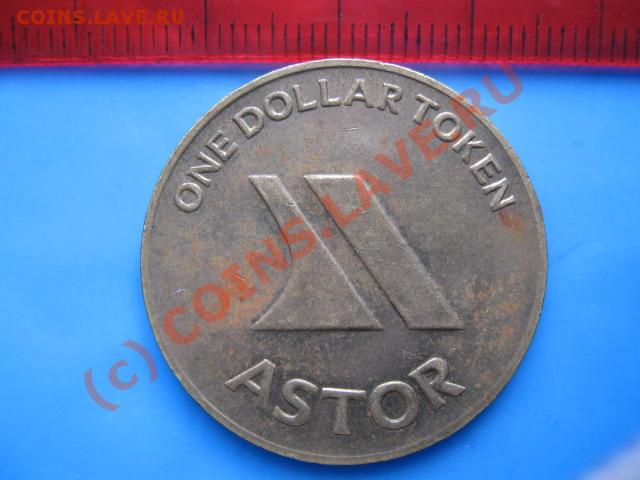 COINS.LAVE.RU
ONE DOLLAR TOKEN
ASTOR
(c) COINS.LAVE.RU